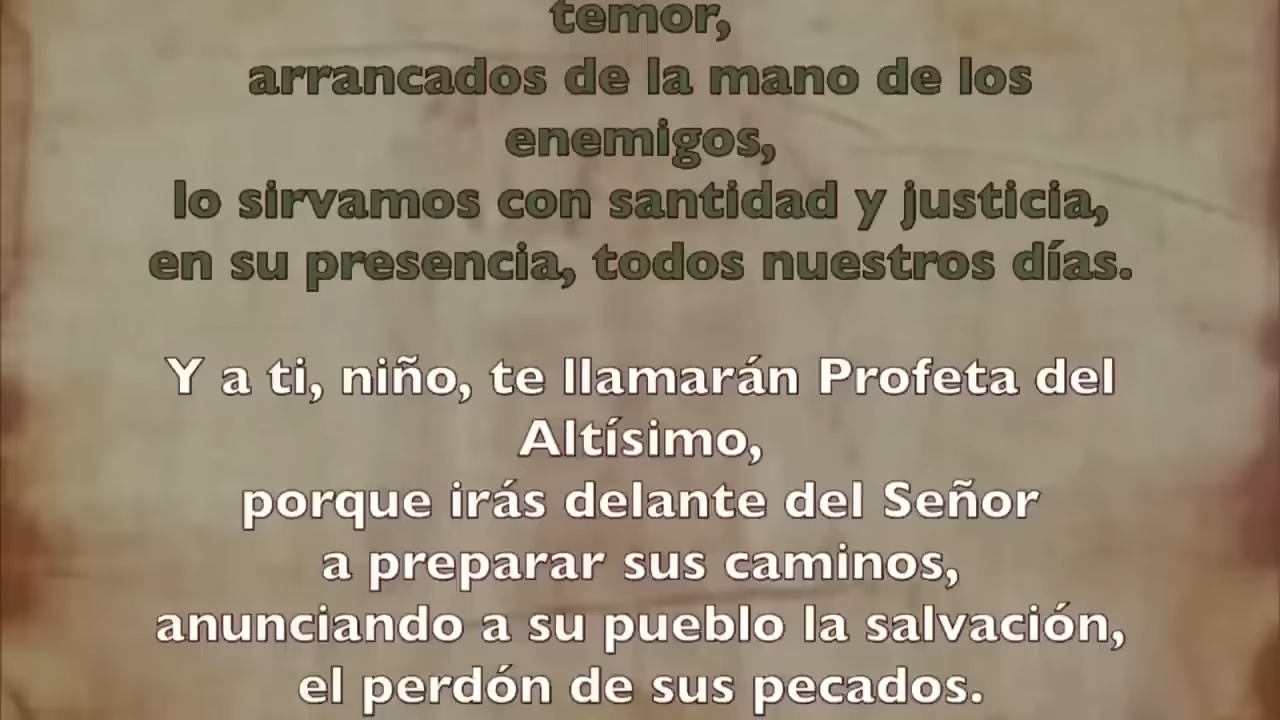 temor,
arrancados de la mano de los
enemigos,
lo sirvamos con santidad y justicia,
en su presencia, todos nuestros días.
Y a ti, niño, te llamarán Profeta del
Altísimo,
porque irás delante del Señor
a preparar sus caminos,
anunciando a su pueblo la salvación,
el perdón de sus pecados.